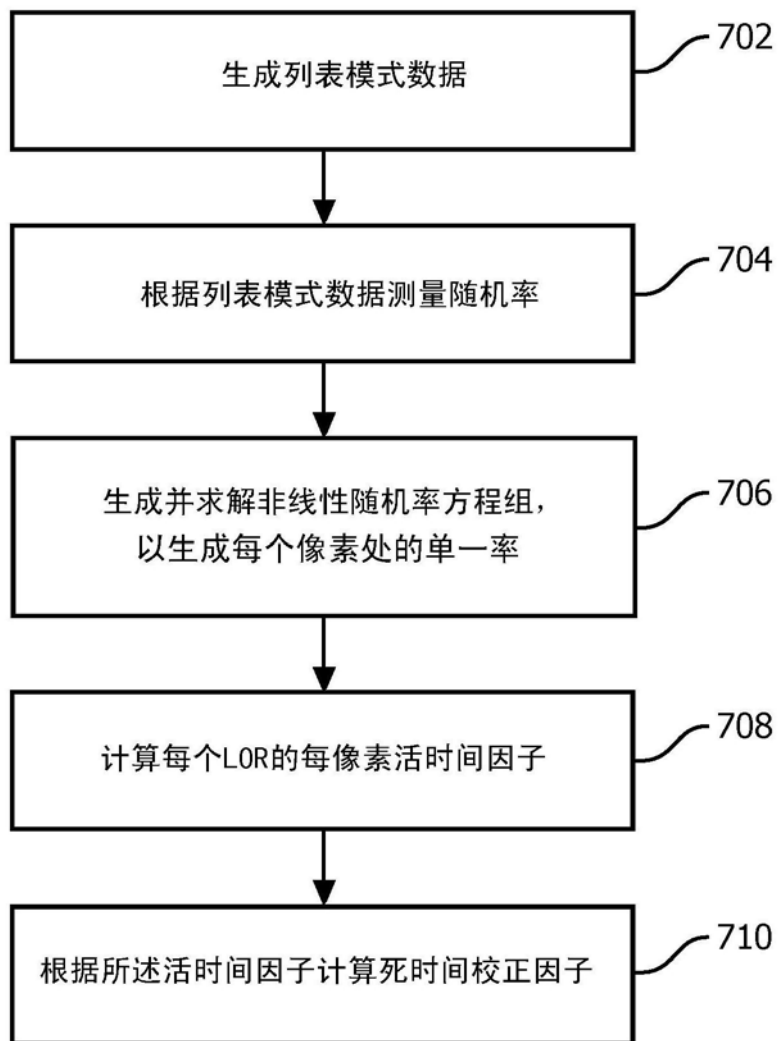 生成列表模式数据
702
根据列表模式数据测量随机率
704
生成并求解非线性随机率方程组，
以生成每个像素处的单一率
706
计算每个LOR的每像素活时间因子
708
根据所述活时间因子计算死时间校正因子
710